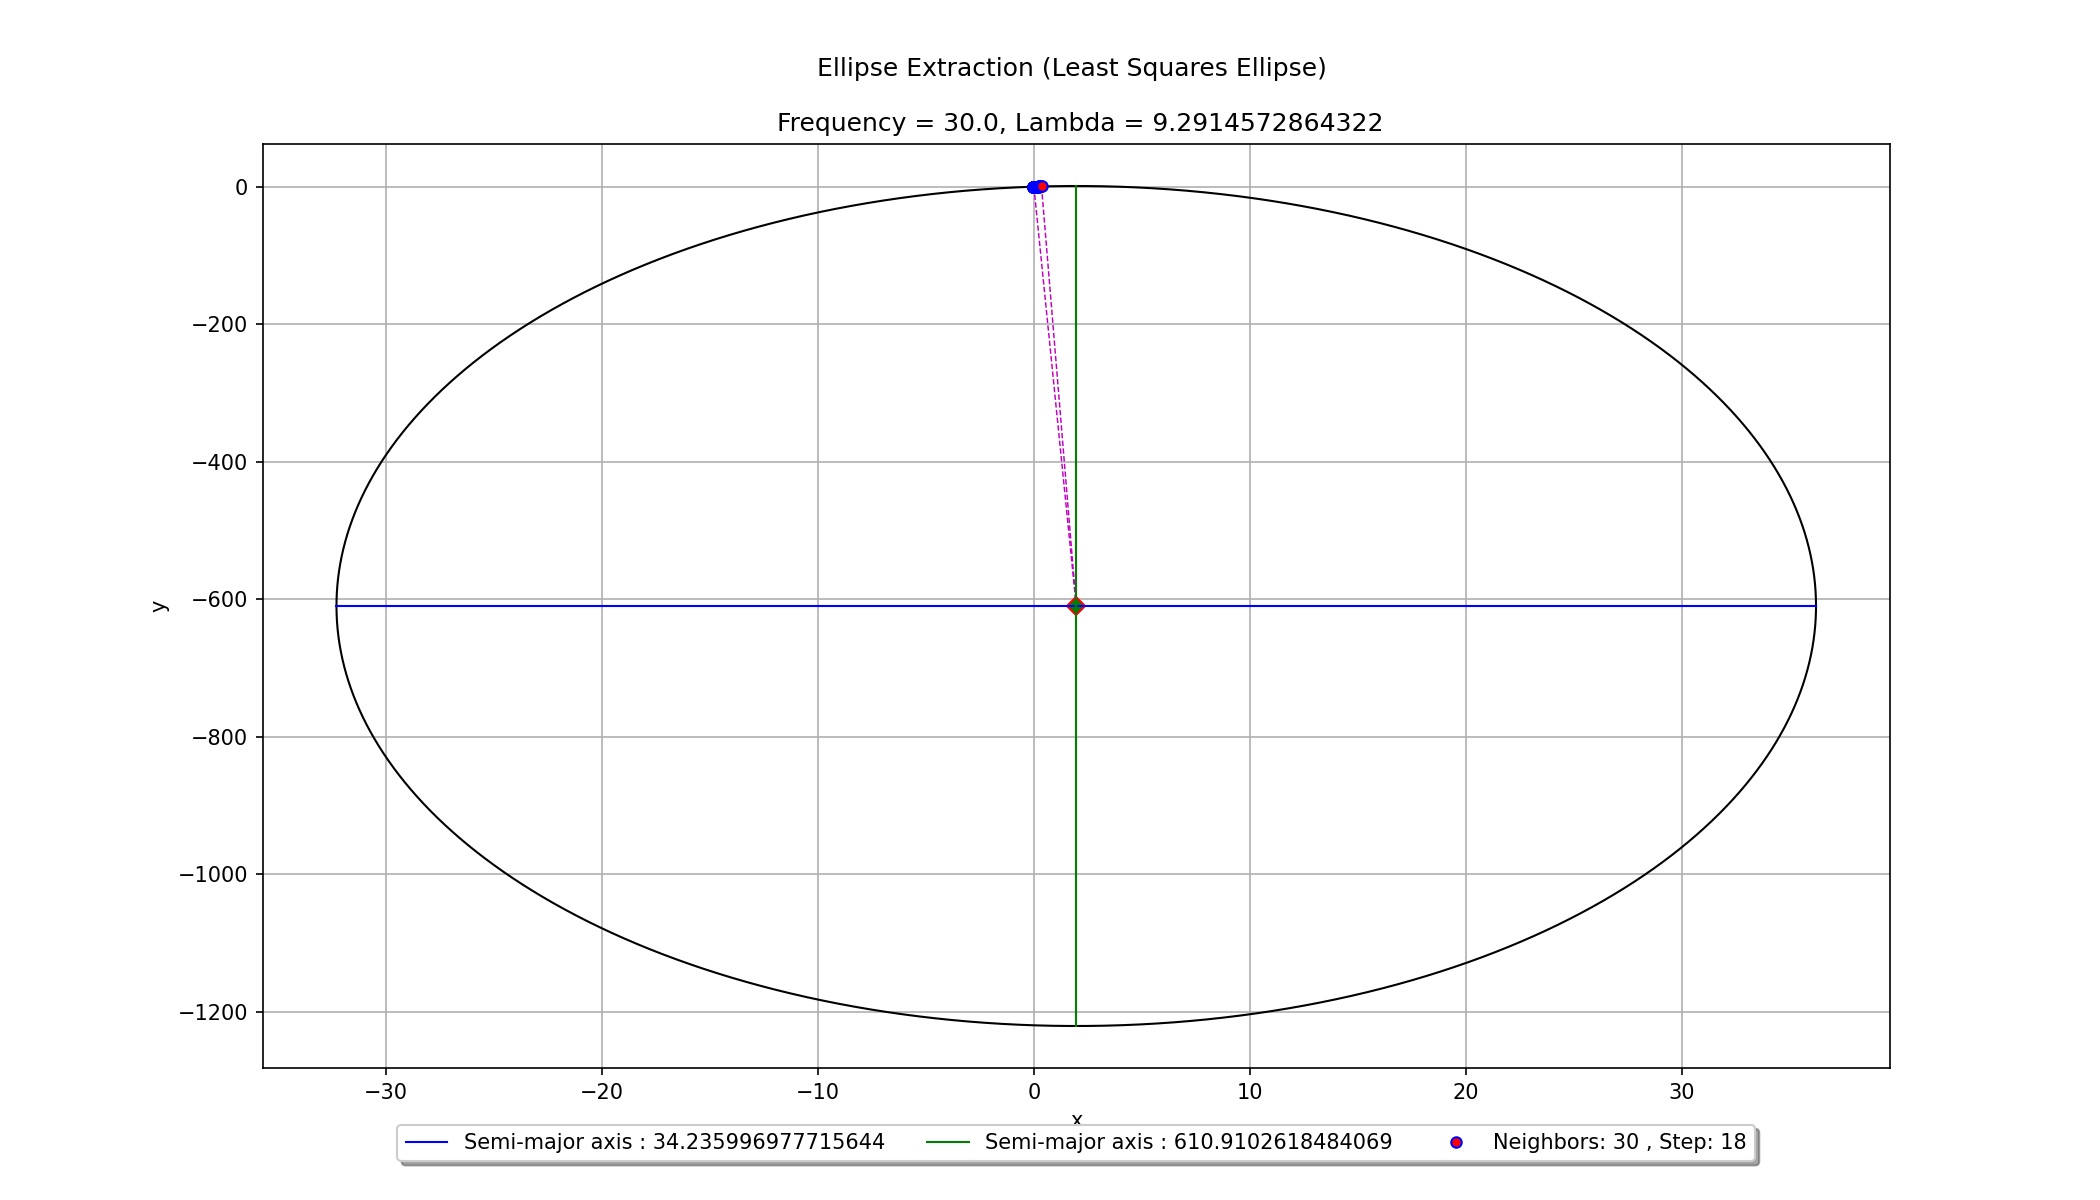 Ellipse Extraction (Least Squares Ellipse)
Frequency = 30.0, Lambda = 9.2914572864322
0
−200
−400
−600
−800
−1000
−1200
y
−30 −20 −10 0 10 20 30
x
Semi-major axis : 34.235996977715644 Semi-major axis : 610.9102618484069 Neighbors: 30 , Step: 18